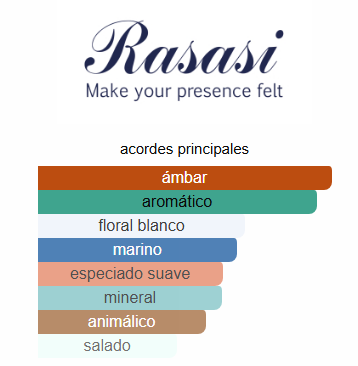 Rasasi
Make your presence felt
acordes principales
ámbar
aromático
floral blanco
marino
especiado suave
mineral
animálico
salado